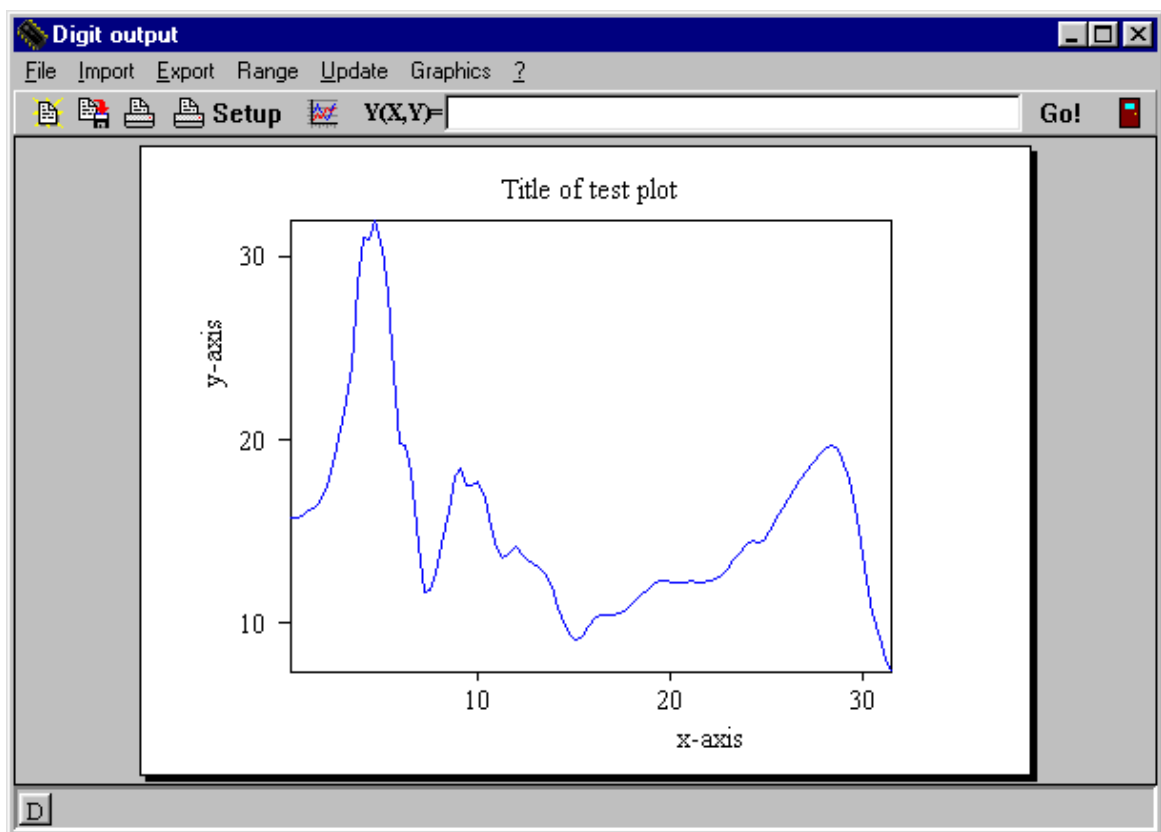 Digit output
File Import Export Range Update Graphics ?
Setup Y(X,Y)= Go!
Title of test plot
30
20
10
y-axis
10 20 30
x-axis
D